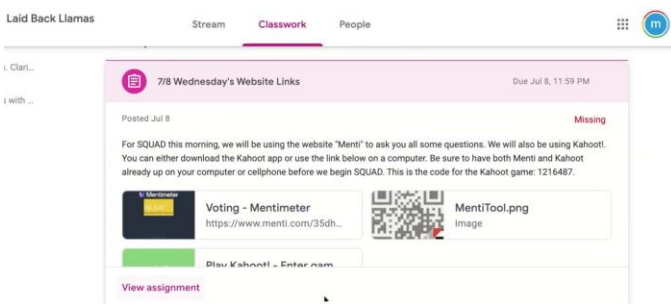 Laid Back Llamas
Stream
Classwork
People
m
. Clari...
s with ...
7/8 Wednesday's Website Links
Due Jul 8, 11:59 PM
Posted Jul 8
Missing
For SQUAD this morning, we will be using the website "Menti" to ask you all some questions. We will also be using Kahoot!.
You can either download the Kahoot app or use the link below on a computer. Be sure to have both Menti and Kahoot
already up on your computer or cellphone before we begin SQUAD. This is the code for the Kahoot game: 1216487.
Mentimeter
Voting - Mentimeter
https://www.menti.com/35dh...
MentiTool.png
Image
Play Kahoot! - Enter gam
View assignment